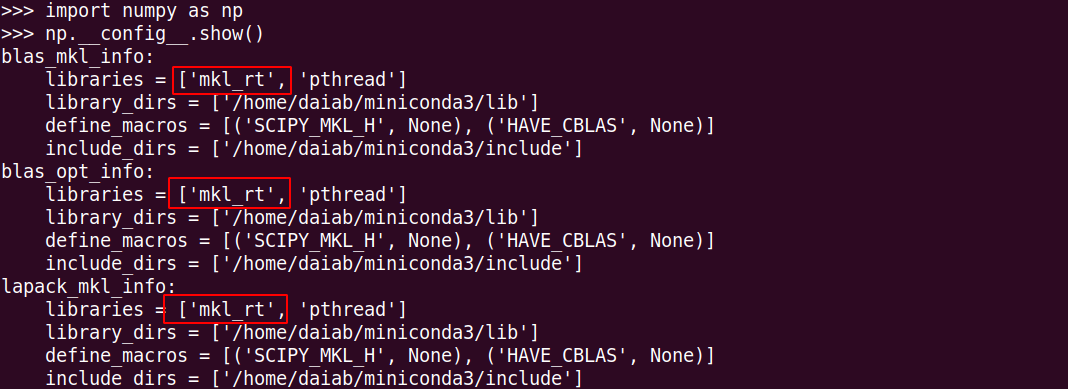 >>> import numpy as np
>>> np.__config__.show()
blas_mkl_info:
    libraries = ['mkl_rt', 'pthread']
    library_dirs = ['/home/daiab/miniconda3/lib']
    define_macros = [('SCIPY_MKL_H', None), ('HAVE_CBLAS', None)]
    include_dirs = ['/home/daiab/miniconda3/include']
blas_opt_info:
    libraries = ['mkl_rt', 'pthread']
    library_dirs = ['/home/daiab/miniconda3/lib']
    define_macros = [('SCIPY_MKL_H', None), ('HAVE_CBLAS', None)]
    include_dirs = ['/home/daiab/miniconda3/include']
lapack_mkl_info:
    libraries = ['mkl_rt', 'pthread']
    library_dirs = ['/home/daiab/miniconda3/lib']
    define_macros = [('SCIPY_MKL_H', None), ('HAVE_CBLAS', None)]
    include_dirs = ['/home/daiab/miniconda3/include']